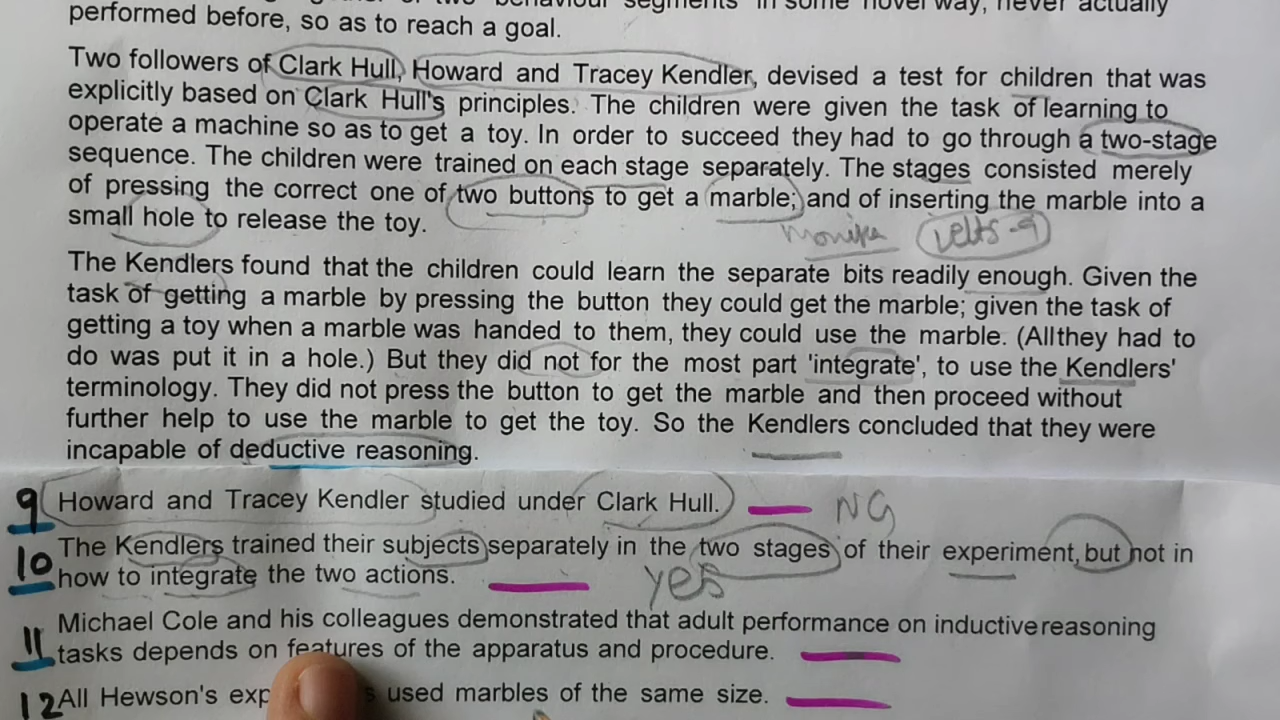 performed before, so as to reach a goal.
Two followers of Clark Hull, Howard and Tracey Kendler, devised a test for children that was
explicitly based on Clark Hull's principles. The children were given the task of learning to
operate a machine so as to get a toy. In order to succeed they had to go through a two-stage
sequence. The children were trained on each stage separately. The stages consisted merely
of pressing the correct one of two buttons to get a marble; and of inserting the marble into a
small hole to release the toy.
Monika ielts-9
The Kendlers found that the children could learn the separate bits readily enough. Given the
task of getting a marble by pressing the button they could get the marble; given the task of
getting a toy when a marble was handed to them, they could use the marble. (All they had to
do was put it in a hole.) But they did not for the most part 'integrate', to use the Kendlers'
terminology. They did not press the button to get the marble and then proceed without
further help to use the marble to get the toy. So the Kendlers concluded that they were
incapable of deductive reasoning.
9 Howard and Tracey Kendler studied under Clark Hull. NG
10 The Kendlers trained their subjects separately in the two stages of their experiment, but not in
how to integrate the two actions. yes
11 Michael Cole and his colleagues demonstrated that adult performance on inductive reasoning
tasks depends on features of the apparatus and procedure.
12 All Hewson's used marbles of the same size.